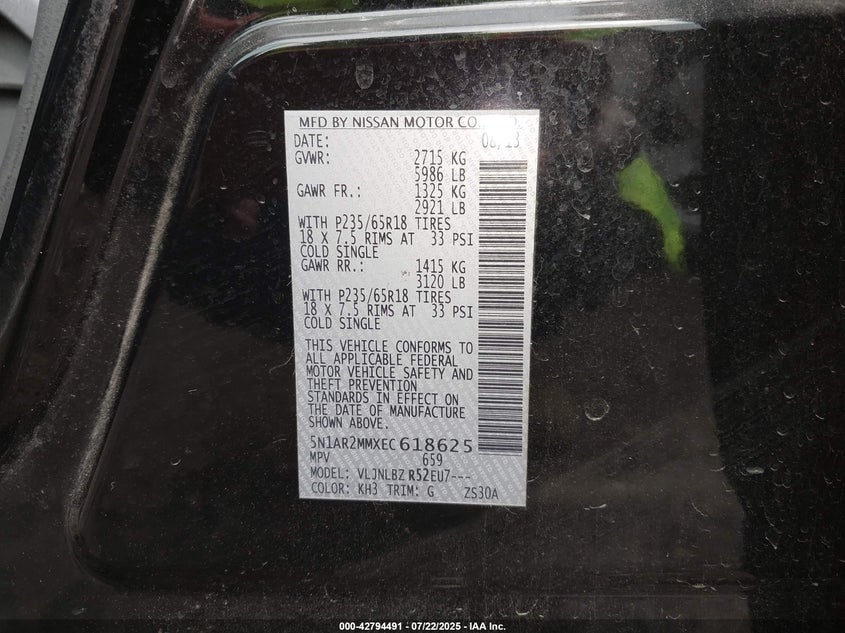 MFD BY NISSAN MOTOR CO.
DATE: 08/13
GVWR: 2715 KG
5986 LB
GAWR FR.: 1325 KG
2921 LB
WITH P235/65R18 TIRES
18 X 7.5 RIMS AT 33 PSI
COLD SINGLE
GAWR RR.: 1415 KG
3120 LB
WITH P235/65R18 TIRES
18 X 7.5 RIMS AT 33 PSI
COLD SINGLE
THIS VEHICLE CONFORMS TO
ALL APPLICABLE FEDERAL
MOTOR VEHICLE SAFETY AND
THEFT PREVENTION
STANDARDS IN EFFECT ON
THE DATE OF MANUFACTURE
SHOWN ABOVE.
5N1AR2MMXEC618625
MPV 659
MODEL: VLJNLBZ R52EU7---
COLOR: KH3 TRIM: G ZS30A
000-42794491 - 07/22/2025 - IAA Inc.